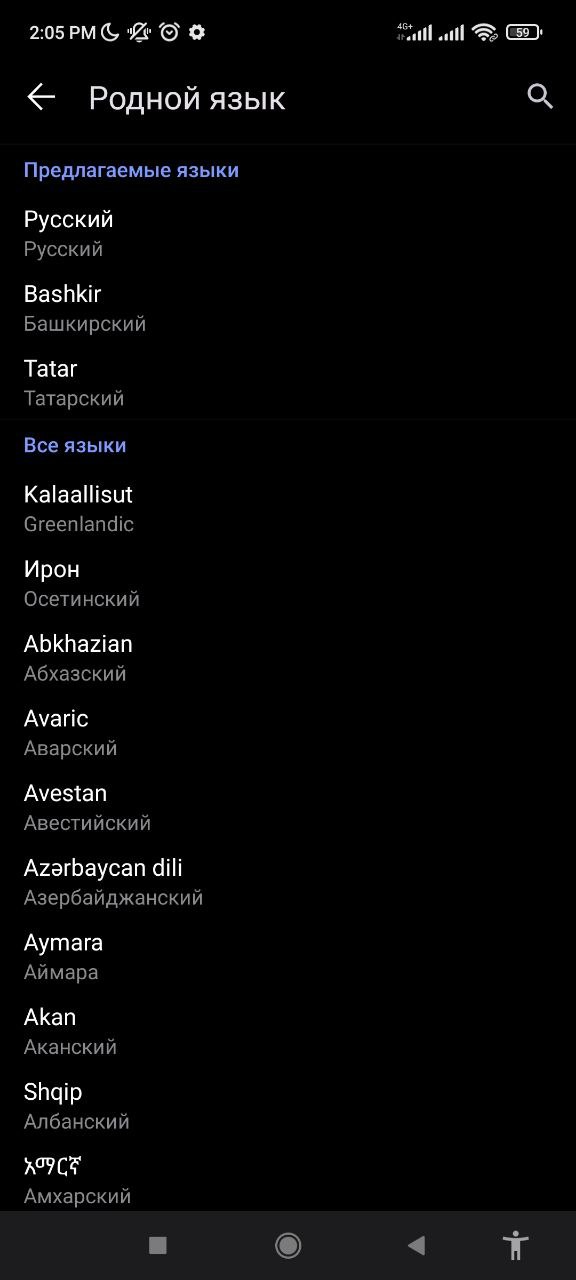 2:05 PM
4G+
59
Родной язык
Предлагаемые языки
Русский
Русский
Bashkir
Башкирский
Tatar
Татарский
Все языки
Kalaallisut
Greenlandic
Ирон
Осетинский
Abkhazian
Абхазский
Avaric
Аварский
Avestan
Авестийский
Azərbaycan dili
Азербайджанский
Aymara
Аймара
Akan
Аканский
Shqip
Албанский
አማርኛ
Амхарский